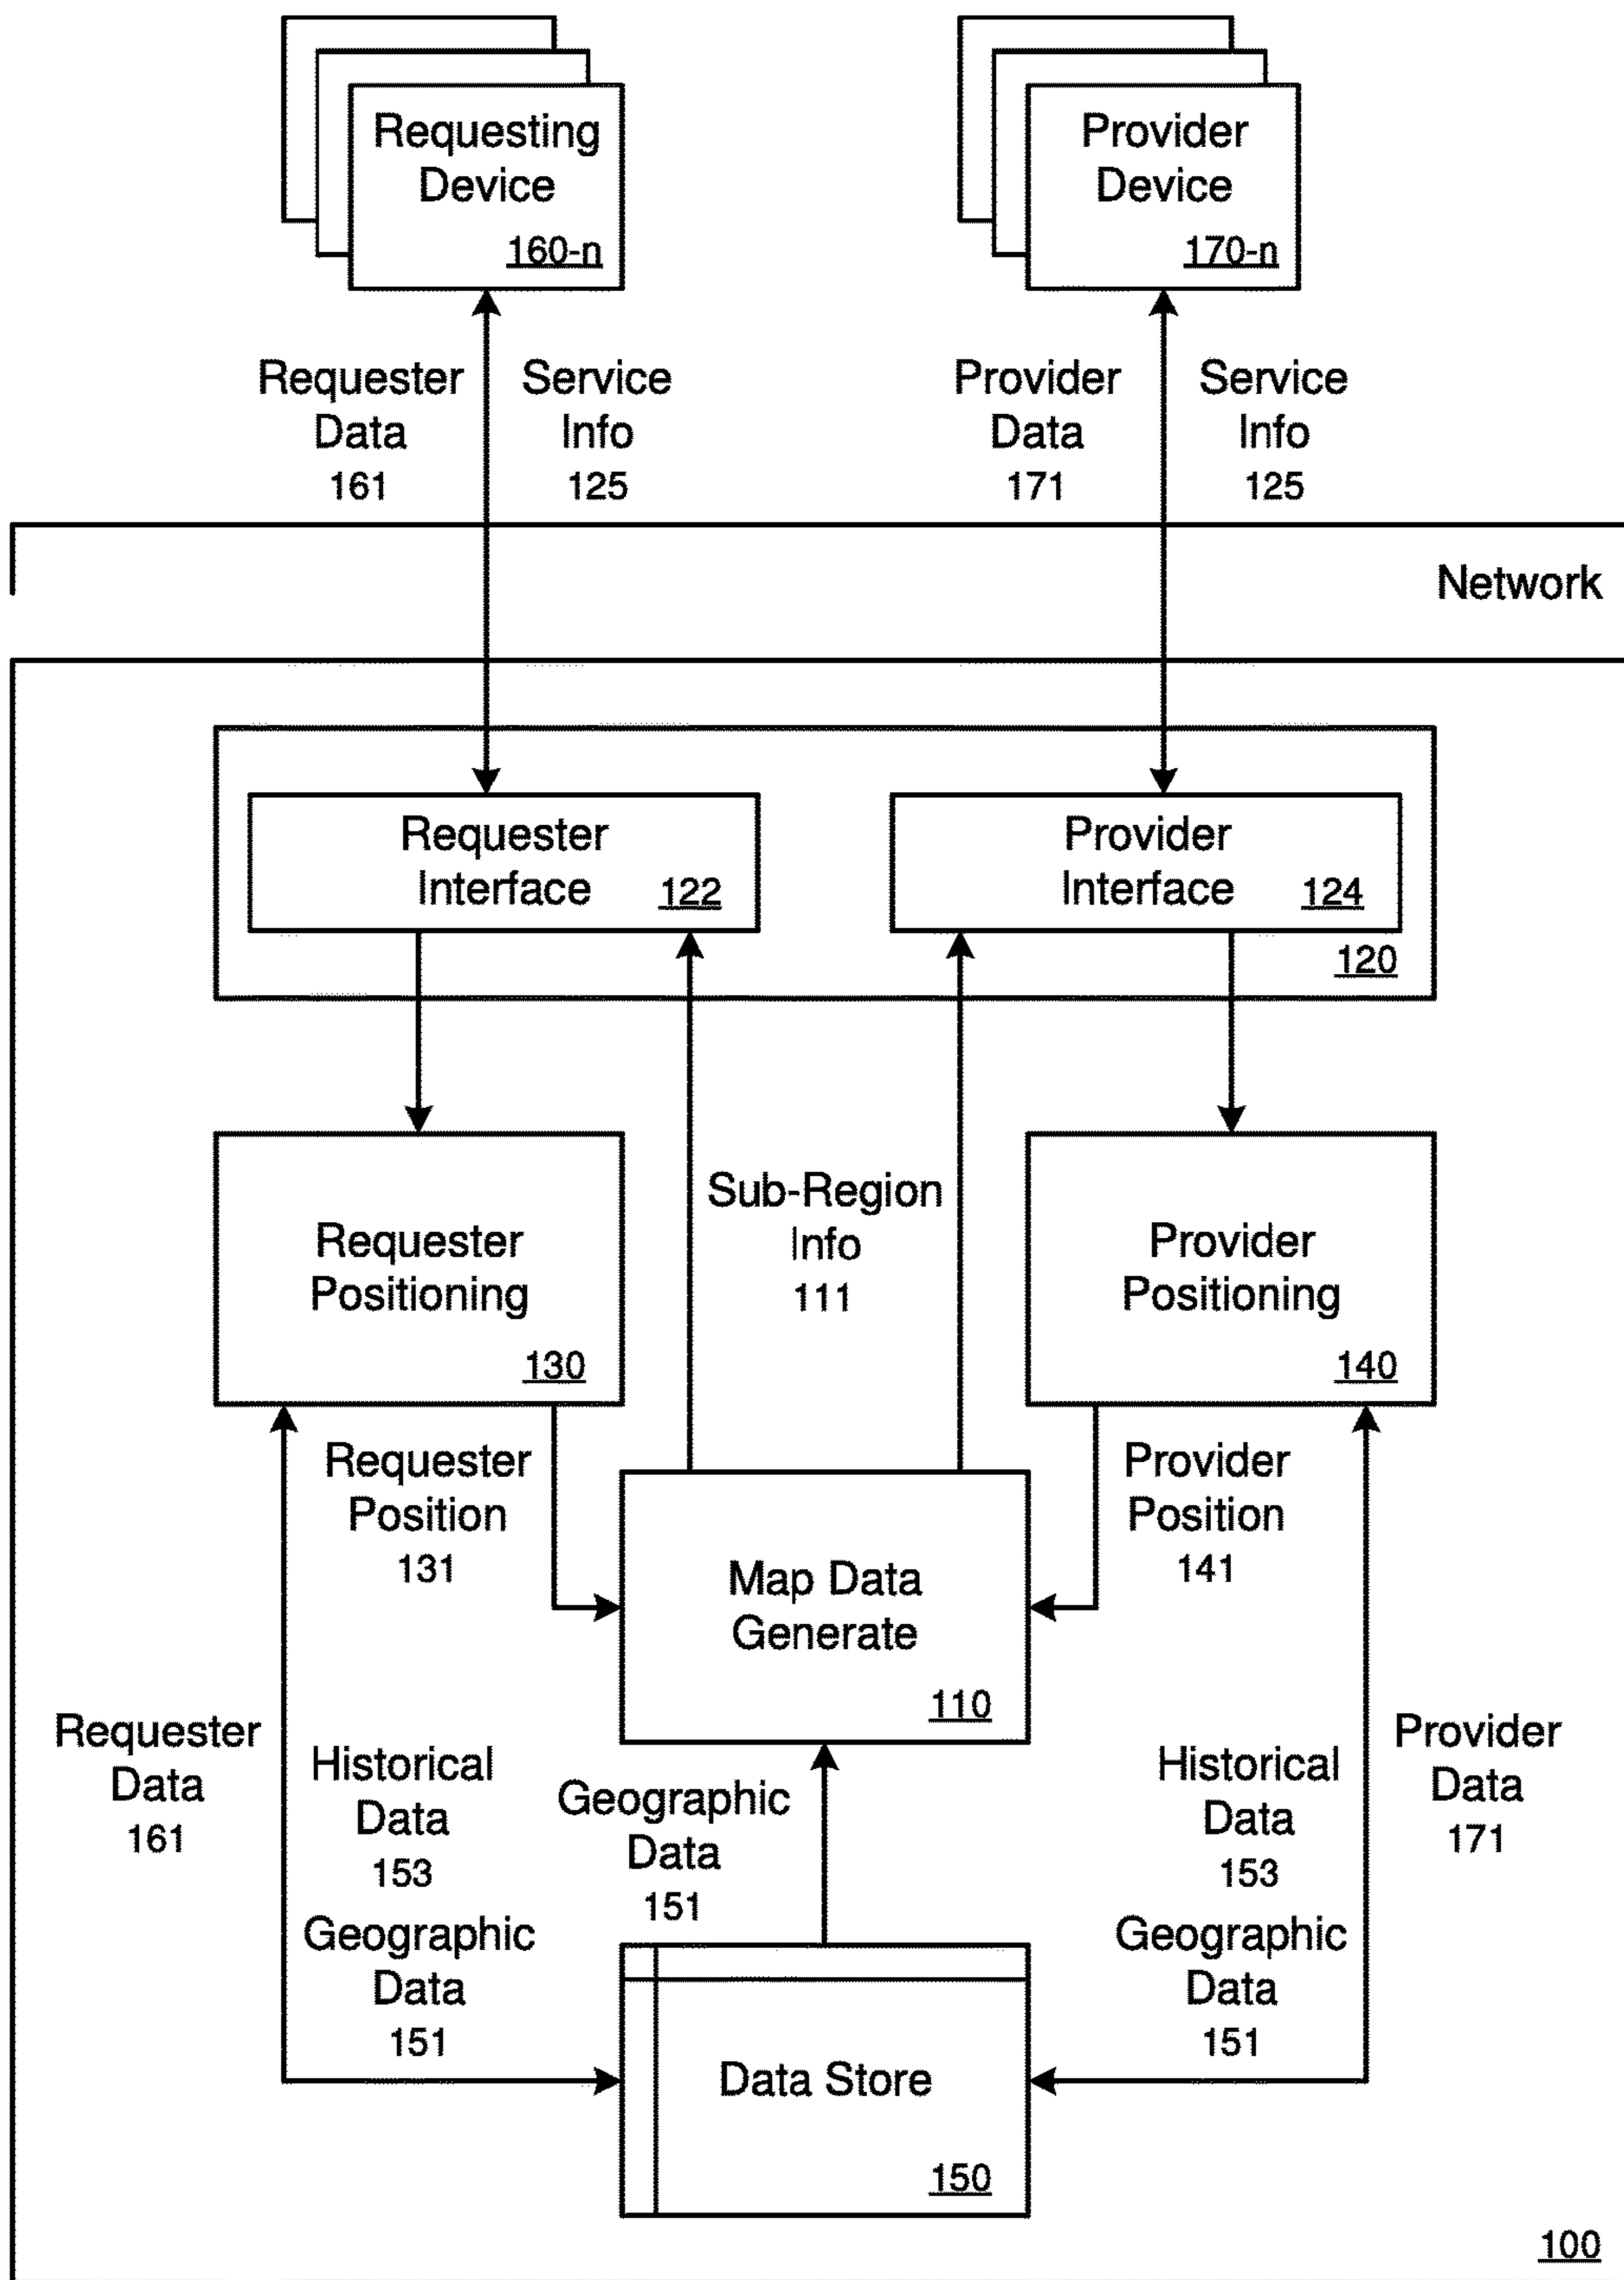 Requesting
Device
160-n
Provider
Device
170-n
Requester
Data
161
Service
Info
125
Provider
Data
171
Service
Info
125
Network
Requester
Interface
122
Provider
Interface
124
120
Requester
Positioning
130
Sub-Region
Info
111
Provider
Positioning
140
Requester
Position
131
Provider
Position
141
Map Data
Generate
110
Requester
Data
161
Historical
Data
153
Geographic
Data
151
Geographic
Data
151
Historical
Data
153
Geographic
Data
151
Provider
Data
171
Data Store
150
100